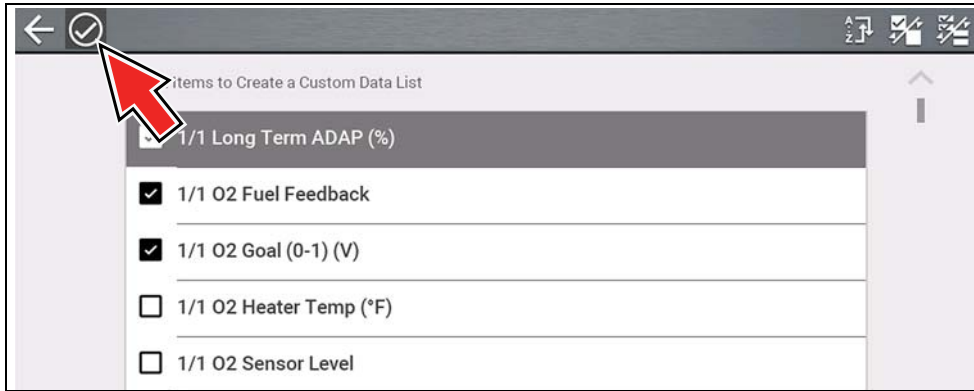 A
Z
items to Create a Custom Data List
1/1 Long Term ADAP (%)
1/1 O2 Fuel Feedback
1/1 O2 Goal (0-1) (V)
1/1 O2 Heater Temp (°F)
1/1 O2 Sensor Level